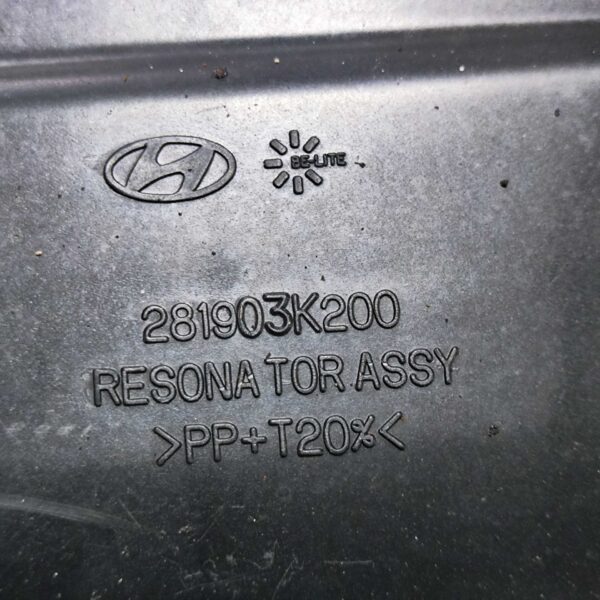 BE-LITE
281903K200
RESONATOR ASSY
>PP+T20%<